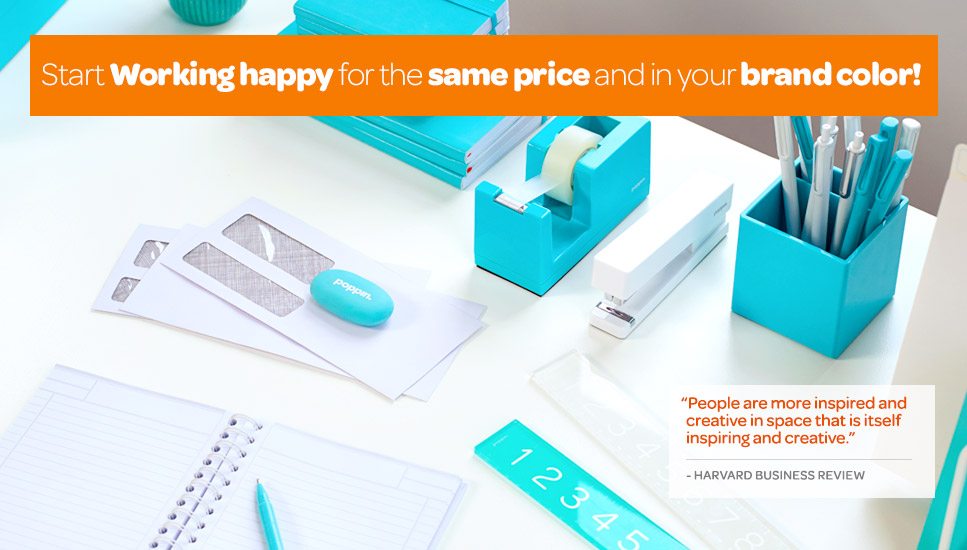 Start Working happy for the same price and in your brand color!
poppin.
poppin.
1 2 3 4 5
“People are more inspired and
creative in space that is itself
inspiring and creative.”
- HARVARD BUSINESS REVIEW